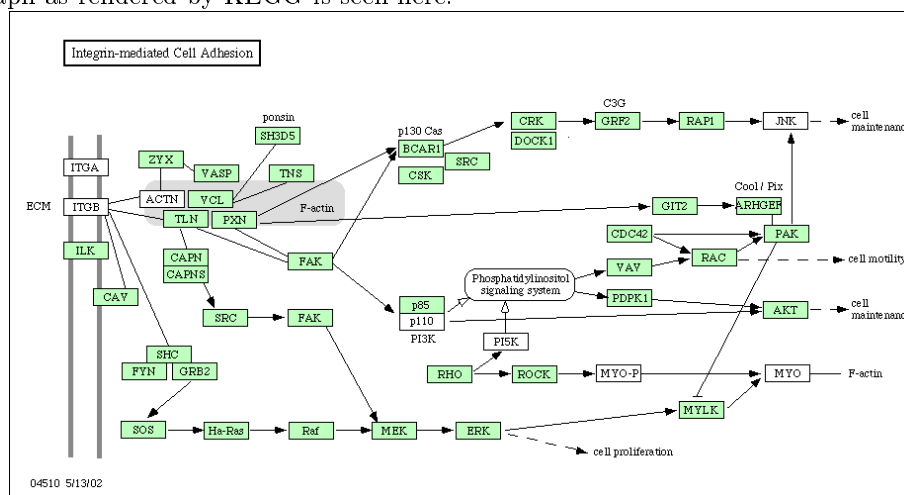 aph as rendered by KEGG is seen here.
Integrin-mediated Cell Adhesion
C3G
ponsin
CRK
GRF2
RAP1
JNK
cell maintenance
SH3D5
p130 Cas
DOCK1
BCAR1
ZYX
SRC
ITGA
VASP
TNS
CSK
Cool / Pix
ACTN
VCL
ECM
ITGB
F-actin
GIT2
ARHGEF
TLN
PXN
CDC42
PAK
ILK
CAPN
FAK
RAC
cell motility
CAPNS
VAV
Phosphatidylinositol
signaling system
CAV
p85
PDPK1
cell maintenance
SRC
FAK
p110
AKT
PI3K
PI5K
SHC
FYN
GRB2
RHO
ROCK
MYO-P
MYO
F-actin
MYLK
SOS
Ha-Ras
Raf
MEK
ERK
cell proliferation
04510 5/13/02